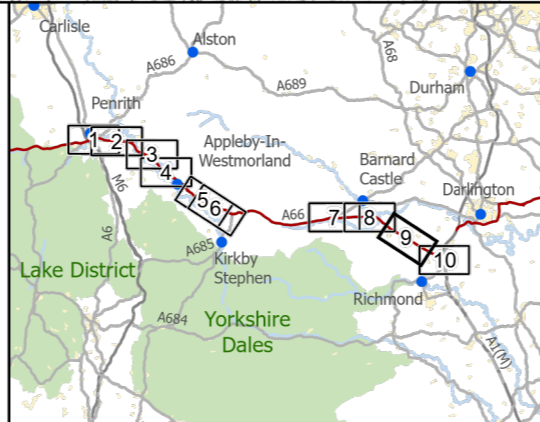 Carlisle
Alston
A686
A68
A689
Durham
Penrith
1
2
3
4
5
6
Appleby-In-
Westmorland
Barnard
Castle
Darlington
M6
A66
7
8
9
10
A6
A685
Lake District
Kirkby
Stephen
Richmond
A684
Yorkshire
Dales
A1(M)